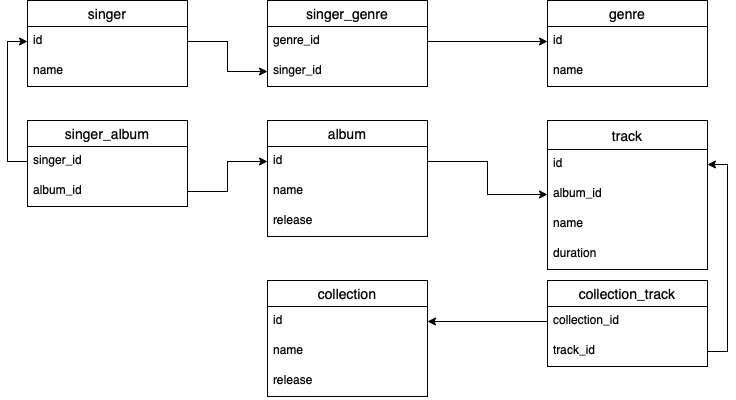 singer
id
name
singer_genre
genre_id
singer_id
genre
id
name
singer_album
singer_id
album_id
album
id
name
release
track
id
album_id
name
duration
collection
id
name
release
collection_track
collection_id
track_id